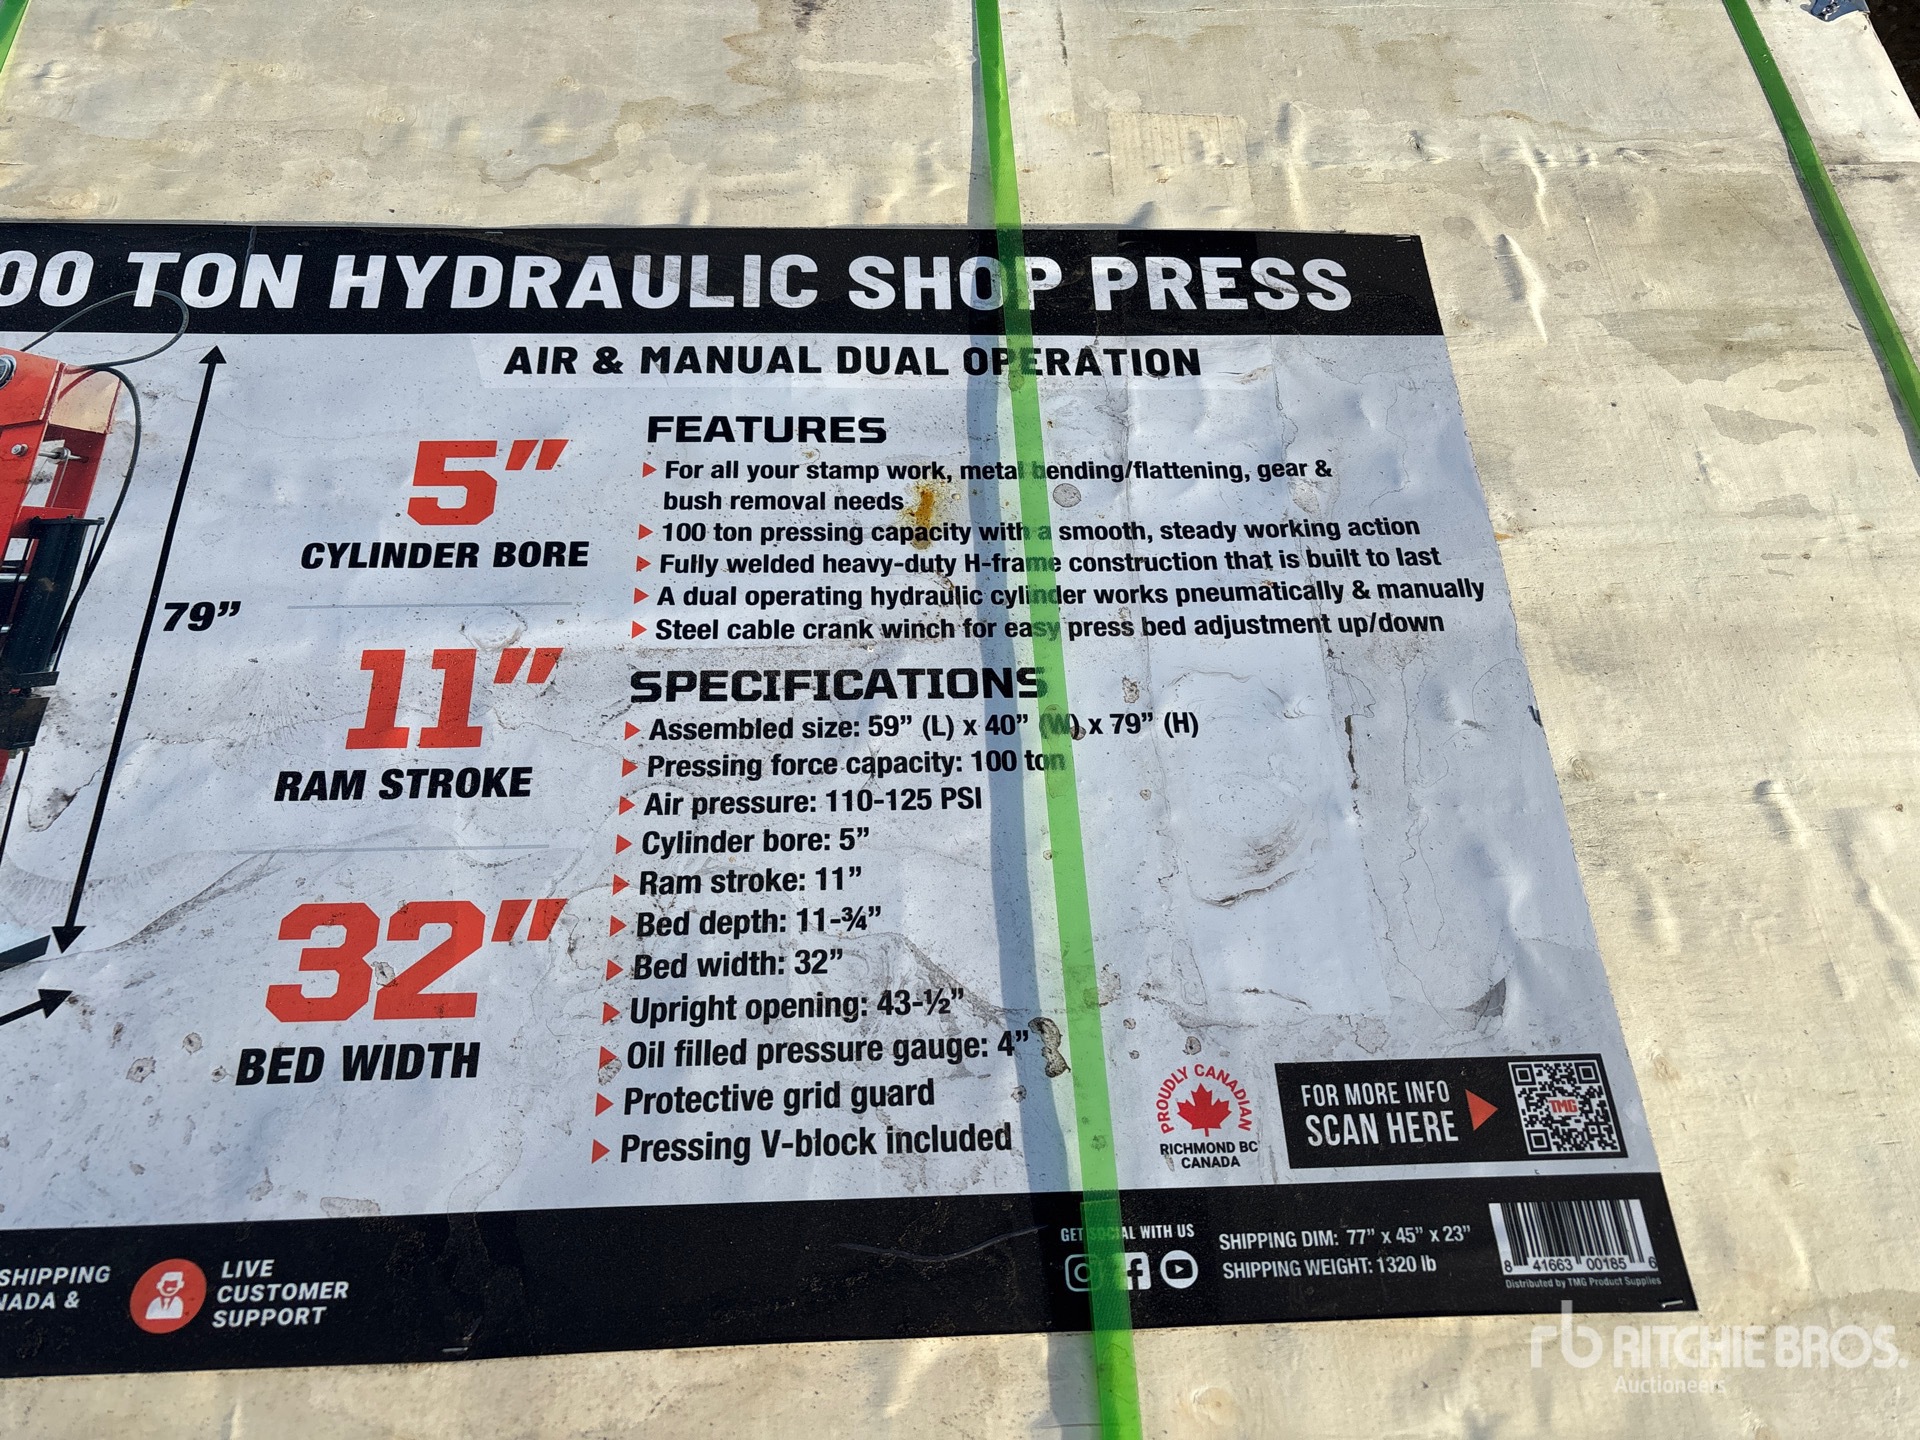 00 TON HYDRAULIC SHOP PRESS
AIR & MANUAL DUAL OPERATION
79”
5”
CYLINDER BORE
11”
RAM STROKE
32”
BED WIDTH
FEATURES
For all your stamp work, metal bending/flattening, gear &
bush removal needs
100 ton pressing capacity with a smooth, steady working action
Fully welded heavy-duty H-frame construction that is built to last
A dual operating hydraulic cylinder works pneumatically & manually
Steel cable crank winch for easy press bed adjustment up/down
SPECIFICATIONS
Assembled size: 59” (L) x 40” (W) x 79” (H)
Pressing force capacity: 100 ton
Air pressure: 110-125 PSI
Cylinder bore: 5”
Ram stroke: 11”
Bed depth: 11-¾”
Bed width: 32”
Upright opening: 43-½”
Oil filled pressure gauge: 4”
Protective grid guard
Pressing V-block included
PROUDLY CANADIAN
RICHMOND BC
CANADA
FOR MORE INFO
SCAN HERE
TMG
SHIPPING
NADA &
LIVE
CUSTOMER
SUPPORT
GET SOCIAL WITH US
SHIPPING DIM: 77” x 45” x 23”
SHIPPING WEIGHT: 1320 lb
8 41663 00185 6
Distributed by TMG Product Supplies
rb RITCHIE BROS.
Auctioneers